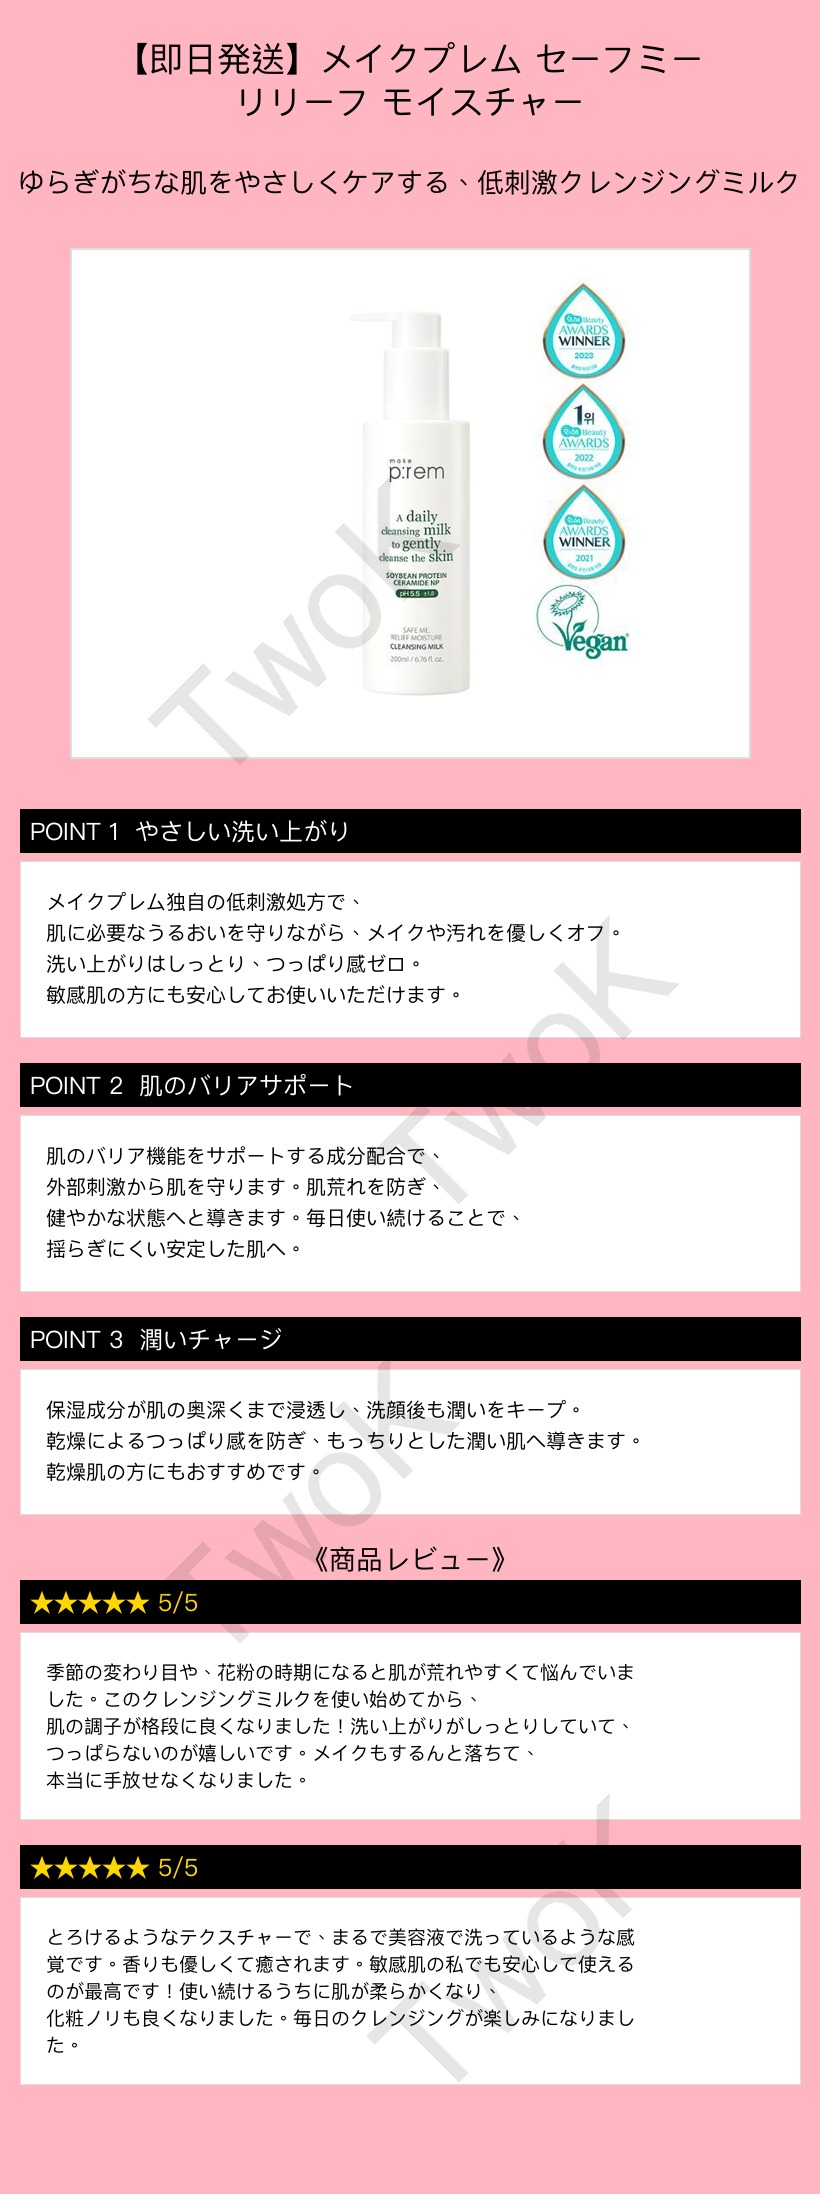 【即日発送】メイクプレム セーフミー
リリーフ モイスチャー
ゆらぎがちな肌をやさしくケアする、低刺激クレンジングミルク
Beauty
AWARDS
WINNER
2023
1위
Beauty
AWARDS
2022
Beauty
AWARDS
WINNER
2021
Vegan
make
p:rem
A daily
cleansing milk
to gently
cleanse the skin
SOYBEAN PROTEIN
CERAMIDE NP
pH 5.5 ±1.0
SAFE ME.
RELIEF MOISTURE
CLEANSING MILK
200ml / 6.76 fl. oz.
TwoK
POINT 1 やさしい洗い上がり
メイクプレム独自の低刺激処方で、
肌に必要なうるおいを守りながら、メイクや汚れを優しくオフ。
洗い上がりはしっとり、つっぱり感ゼロ。
敏感肌の方にも安心してお使いいただけます。
TwoK
POINT 2 肌のバリアサポート
肌のバリア機能をサポートする成分配合で、
外部刺激から肌を守ります。肌荒れを防ぎ、
健やかな状態へと導きます。毎日使い続けることで、
揺らぎにくい安定した肌へ。
POINT 3 潤いチャージ
保湿成分が肌の奥深くまで浸透し、洗顔後も潤いをキープ。
乾燥によるつっぱり感を防ぎ、もっちりとした潤い肌へ導きます。
乾燥肌の方にもおすすめです。
TwoK
《商品レビュー》
★★★★★ 5/5
季節の変わり目や、花粉の時期になると肌が荒れやすくて悩んでいま
した。このクレンジングミルクを使い始めてから、
肌の調子が格段に良くなりました！洗い上がりがしっとりしていて、
つっぱらないのが嬉しいです。メイクもするんと落ちて、
本当に手放せなくなりました。
★★★★★ 5/5
とろけるようなテクスチャーで、まるで美容液で洗っているような感
覚です。香りも優しくて癒されます。敏感肌の私でも安心して使える
のが最高です！使い続けるうちに肌が柔らかくなり、
化粧ノリも良くなりました。毎日のクレンジングが楽しみになりまし
た。
TwoK